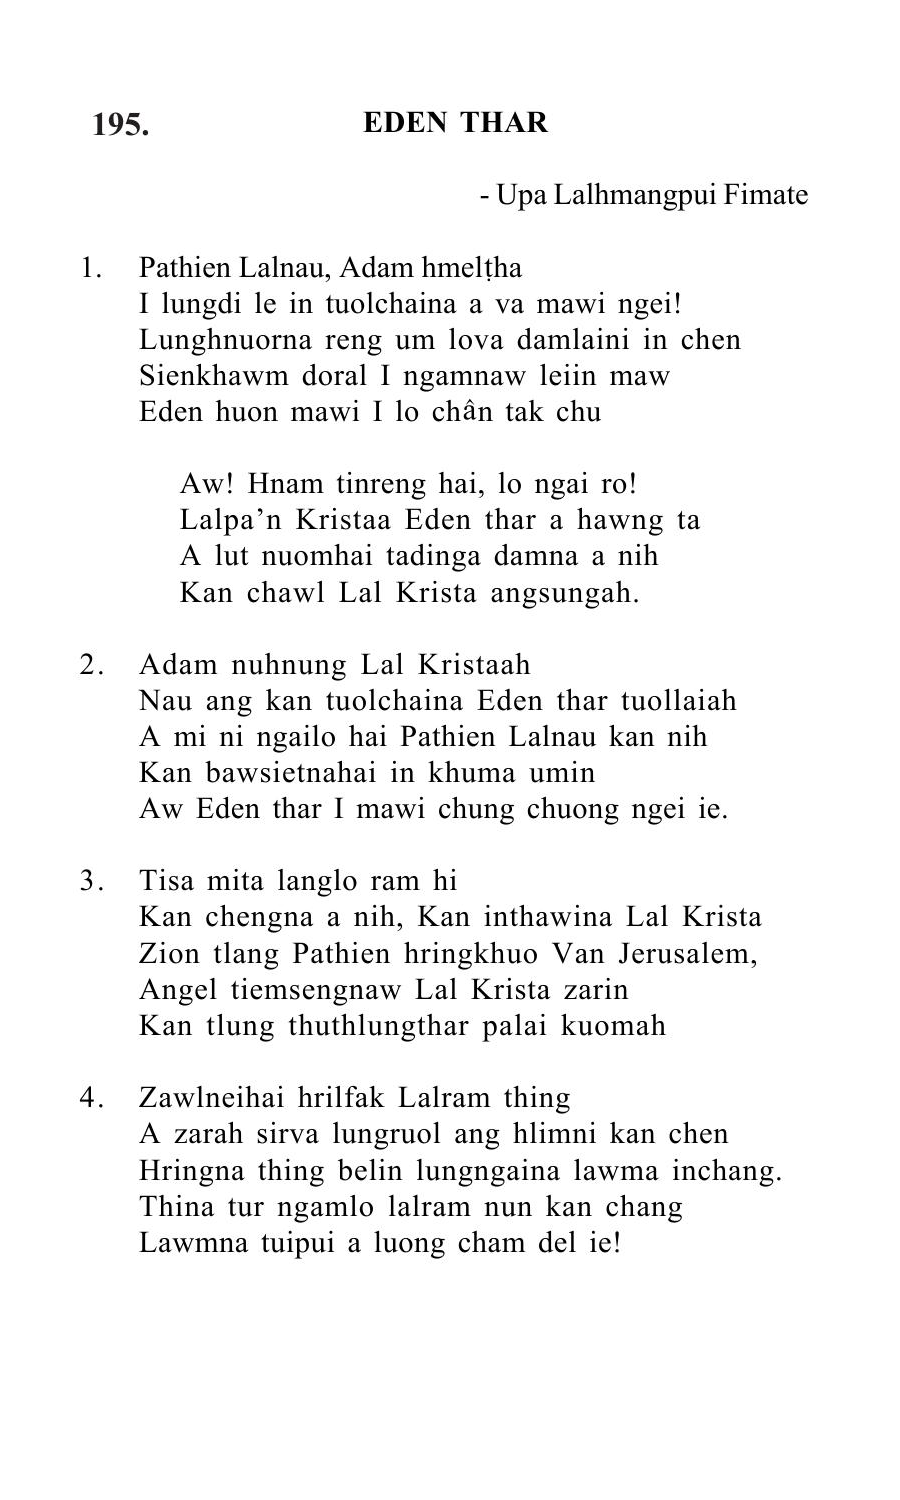 195. EDEN THAR
- Upa Lalhmangpui Fimate
1. Pathien Lalnau, Adam hmelṭha
I lungdi le in tuolchaina a va mawi ngei!
Lunghnuorna reng um lova damlaini in chen
Sienkhawm doral I ngamnaw leiin maw
Eden huon mawi I lo chân tak chu
Aw! Hnam tinreng hai, lo ngai ro!
Lalpa’n Kristaa Eden thar a hawng ta
A lut nuomhai tadinga damna a nih
Kan chawl Lal Krista angsungah.
2. Adam nuhnung Lal Kristaah
Nau ang kan tuolchaina Eden thar tuollaiah
A mi ni ngailo hai Pathien Lalnau kan nih
Kan bawsietnahai in khuma umin
Aw Eden thar I mawi chung chuong ngei ie.
3. Tisa mita langlo ram hi
Kan chengna a nih, Kan inthawina Lal Krista
Zion tlang Pathien hringkhuo Van Jerusalem,
Angel tiemsengnaw Lal Krista zarin
Kan tlung thuthlungthar palai kuomah
4. Zawlneihai hrilfak Lalram thing
A zarah sirva lungruol ang hlimni kan chen
Hringna thing belin lungngaina lawma inchang.
Thina tur ngamlo lalram nun kan chang
Lawmna tuipui a luong cham del ie!